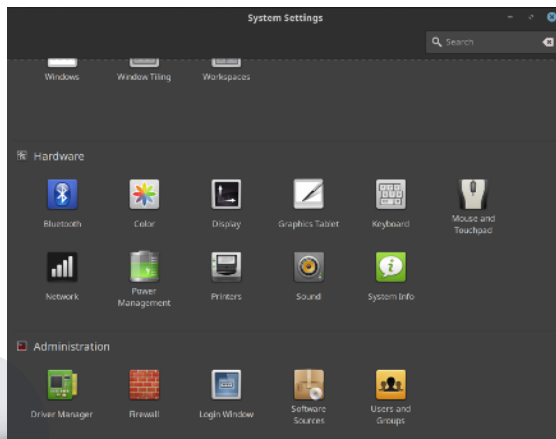 System Settings
Search
Windows
Window Tiling
Workspaces
Hardware
Bluetooth
Color
Display
Graphics Tablet
Keyboard
Mouse and
Touchpad
Network
Power
Management
Printers
Sound
System Info
Administration
Driver Manager
Firewall
Login Window
Software
Sources
Users and
Groups